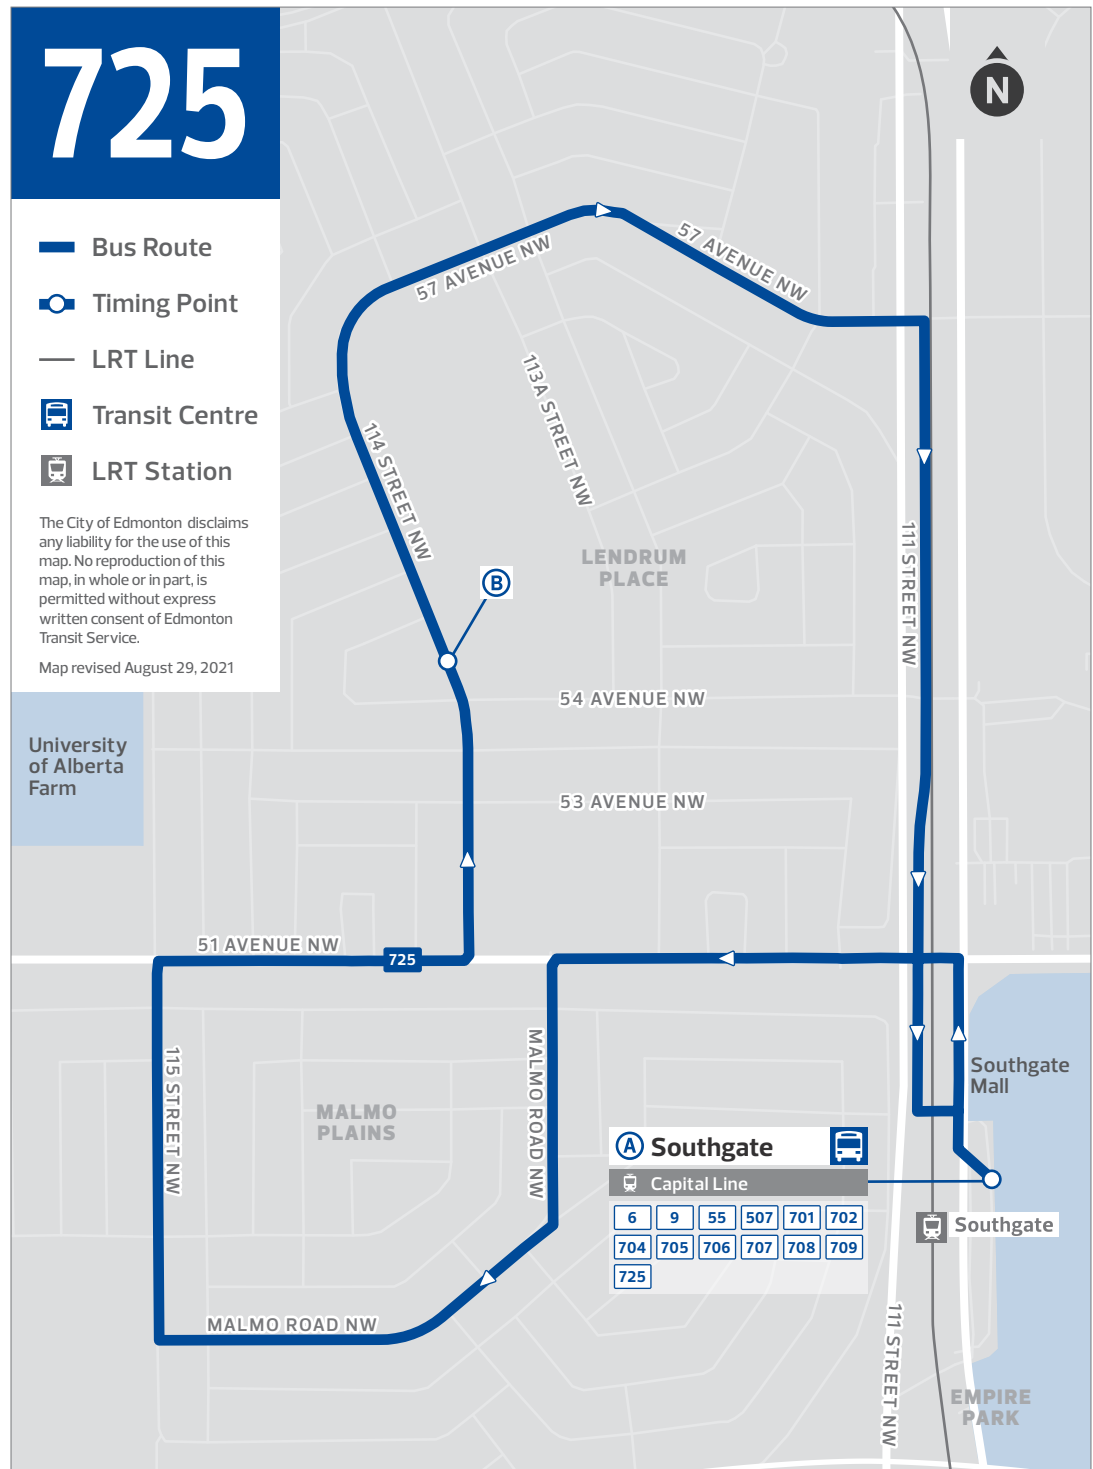 725
N
Bus Route
Timing Point
LRT Line
Transit Centre
LRT Station
The City of Edmonton disclaims
any liability for the use of this
map. No reproduction of this
map, in whole or in part, is
permitted without express
written consent of Edmonton
Transit Service.
Map revised August 29, 2021
57 AVENUE NW
57 AVENUE NW
113A STREET NW
114 STREET NW
111 STREET NW
LENDRUM
PLACE
B
54 AVENUE NW
University
of Alberta
Farm
53 AVENUE NW
51 AVENUE NW
725
115 STREET NW
MALMO ROAD NW
MALMO
PLAINS
Southgate
Mall
A Southgate
Capital Line
6 9 55 507 701 702
704 705 706 707 708 709
725
Southgate
MALMO ROAD NW
111 STREET NW
EMPIRE
PARK